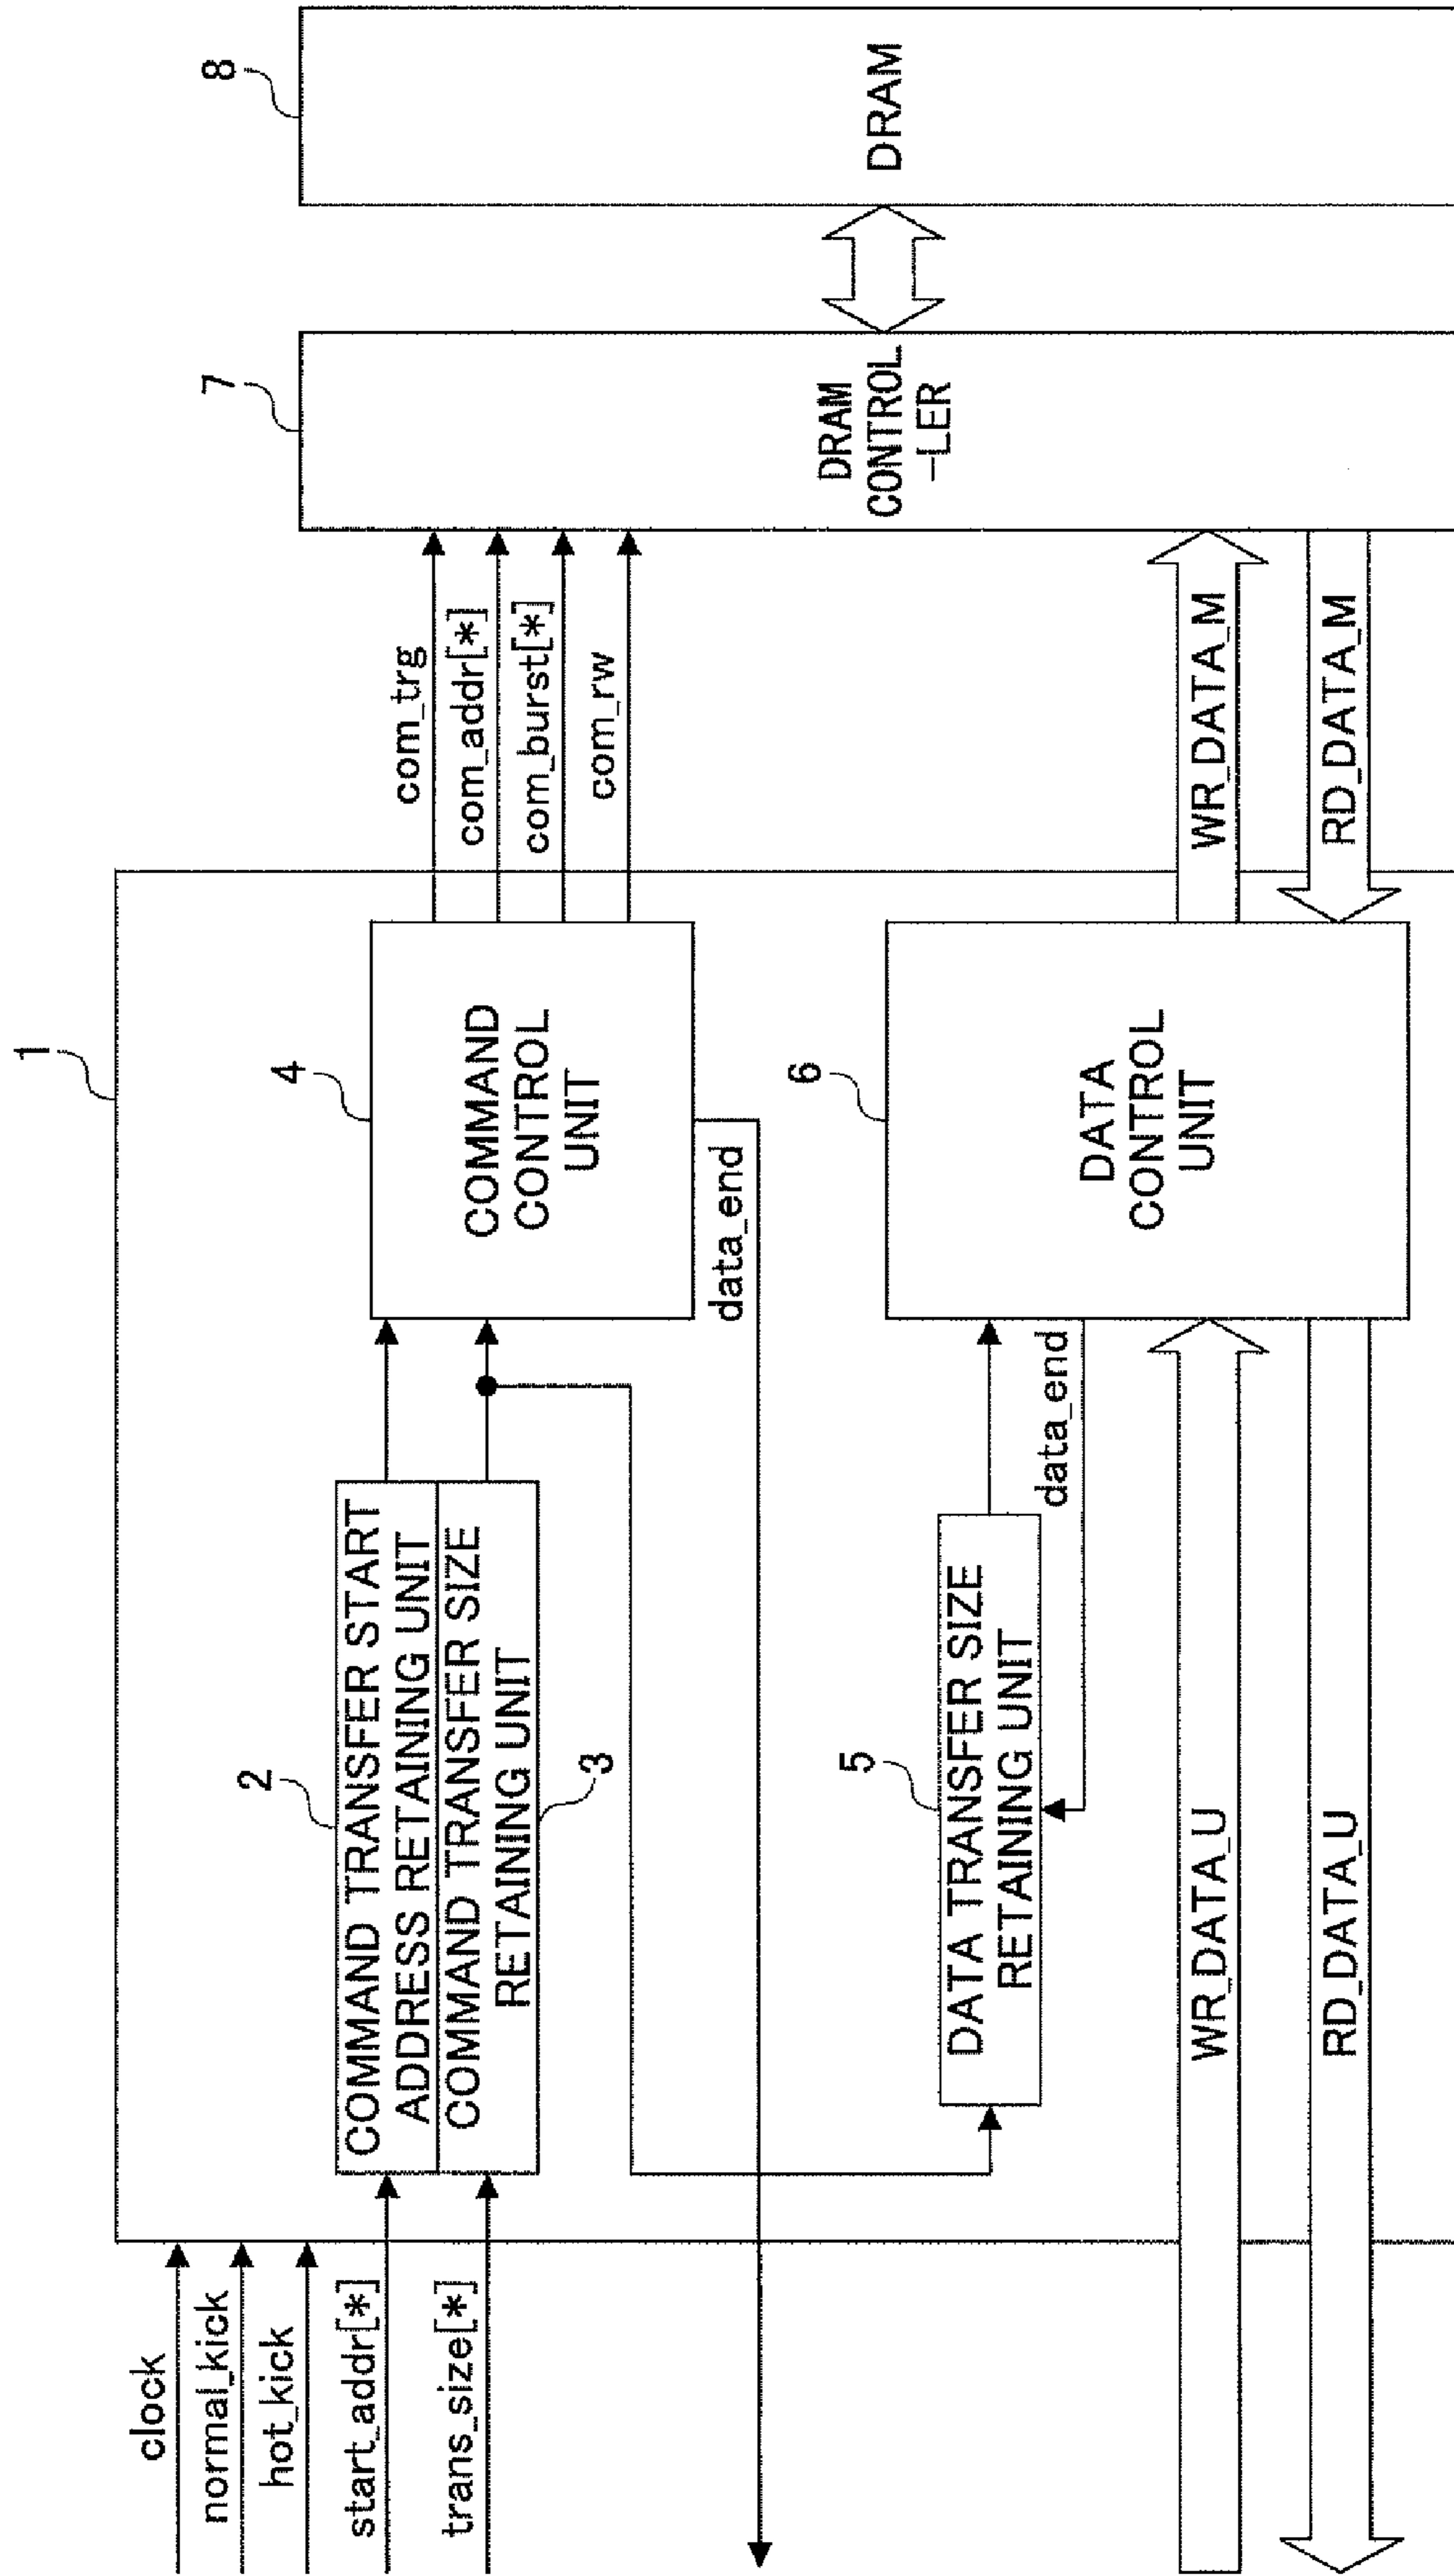 1
clock
normal_kick
hot_kick
start_addr[*]
trans_size[*]
2
COMMAND TRANSFER START
ADDRESS RETAINING UNIT
COMMAND TRANSFER SIZE
RETAINING UNIT
3
4
COMMAND
CONTROL
UNIT
data_end
com_trg
com_addr[*]
com_burst[*]
com_rw
7
DRAM
CONTROL
-LER
8
DRAM
5
DATA TRANSFER SIZE
RETAINING UNIT
data_end
6
DATA
CONTROL
UNIT
WR_DATA_U
RD_DATA_U
WR_DATA_M
RD_DATA_M